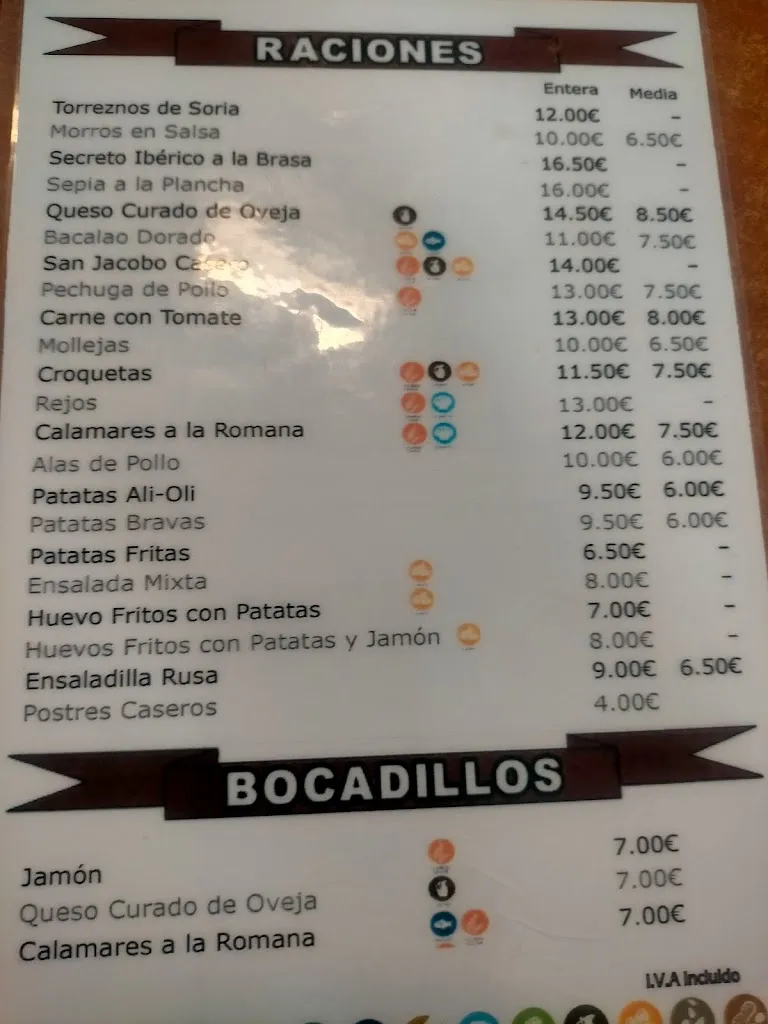 RACIONES
Entera Media
Torreznos de Soria 12.00€ -
Morros en Salsa 10.00€ 6.50€
Secreto Ibérico a la Brasa 16.50€ -
Sepia a la Plancha 16.00€ -
Queso Curado de Oveja 14.50€ 8.50€
Bacalao Dorado 11.00€ 7.50€
San Jacobo Casero 14.00€ -
Pechuga de Pollo 13.00€ 7.50€
Carne con Tomate 13.00€ 8.00€
Mollejas 10.00€ 6.50€
Croquetas 11.50€ 7.50€
Rejos 13.00€ -
Calamares a la Romana 12.00€ 7.50€
Alas de Pollo 10.00€ 6.00€
Patatas Ali-Oli 9.50€ 6.00€
Patatas Bravas 9.50€ 6.00€
Patatas Fritas 6.50€ -
Ensalada Mixta 8.00€ -
Huevo Fritos con Patatas 7.00€ -
Huevos Fritos con Patatas y Jamón 8.00€ -
Ensaladilla Rusa 9.00€ 6.50€
Postres Caseros 4.00€
BOCADILLOS
Jamón 7.00€
Queso Curado de Oveja 7.00€
Calamares a la Romana 7.00€
I.V.A Incluido